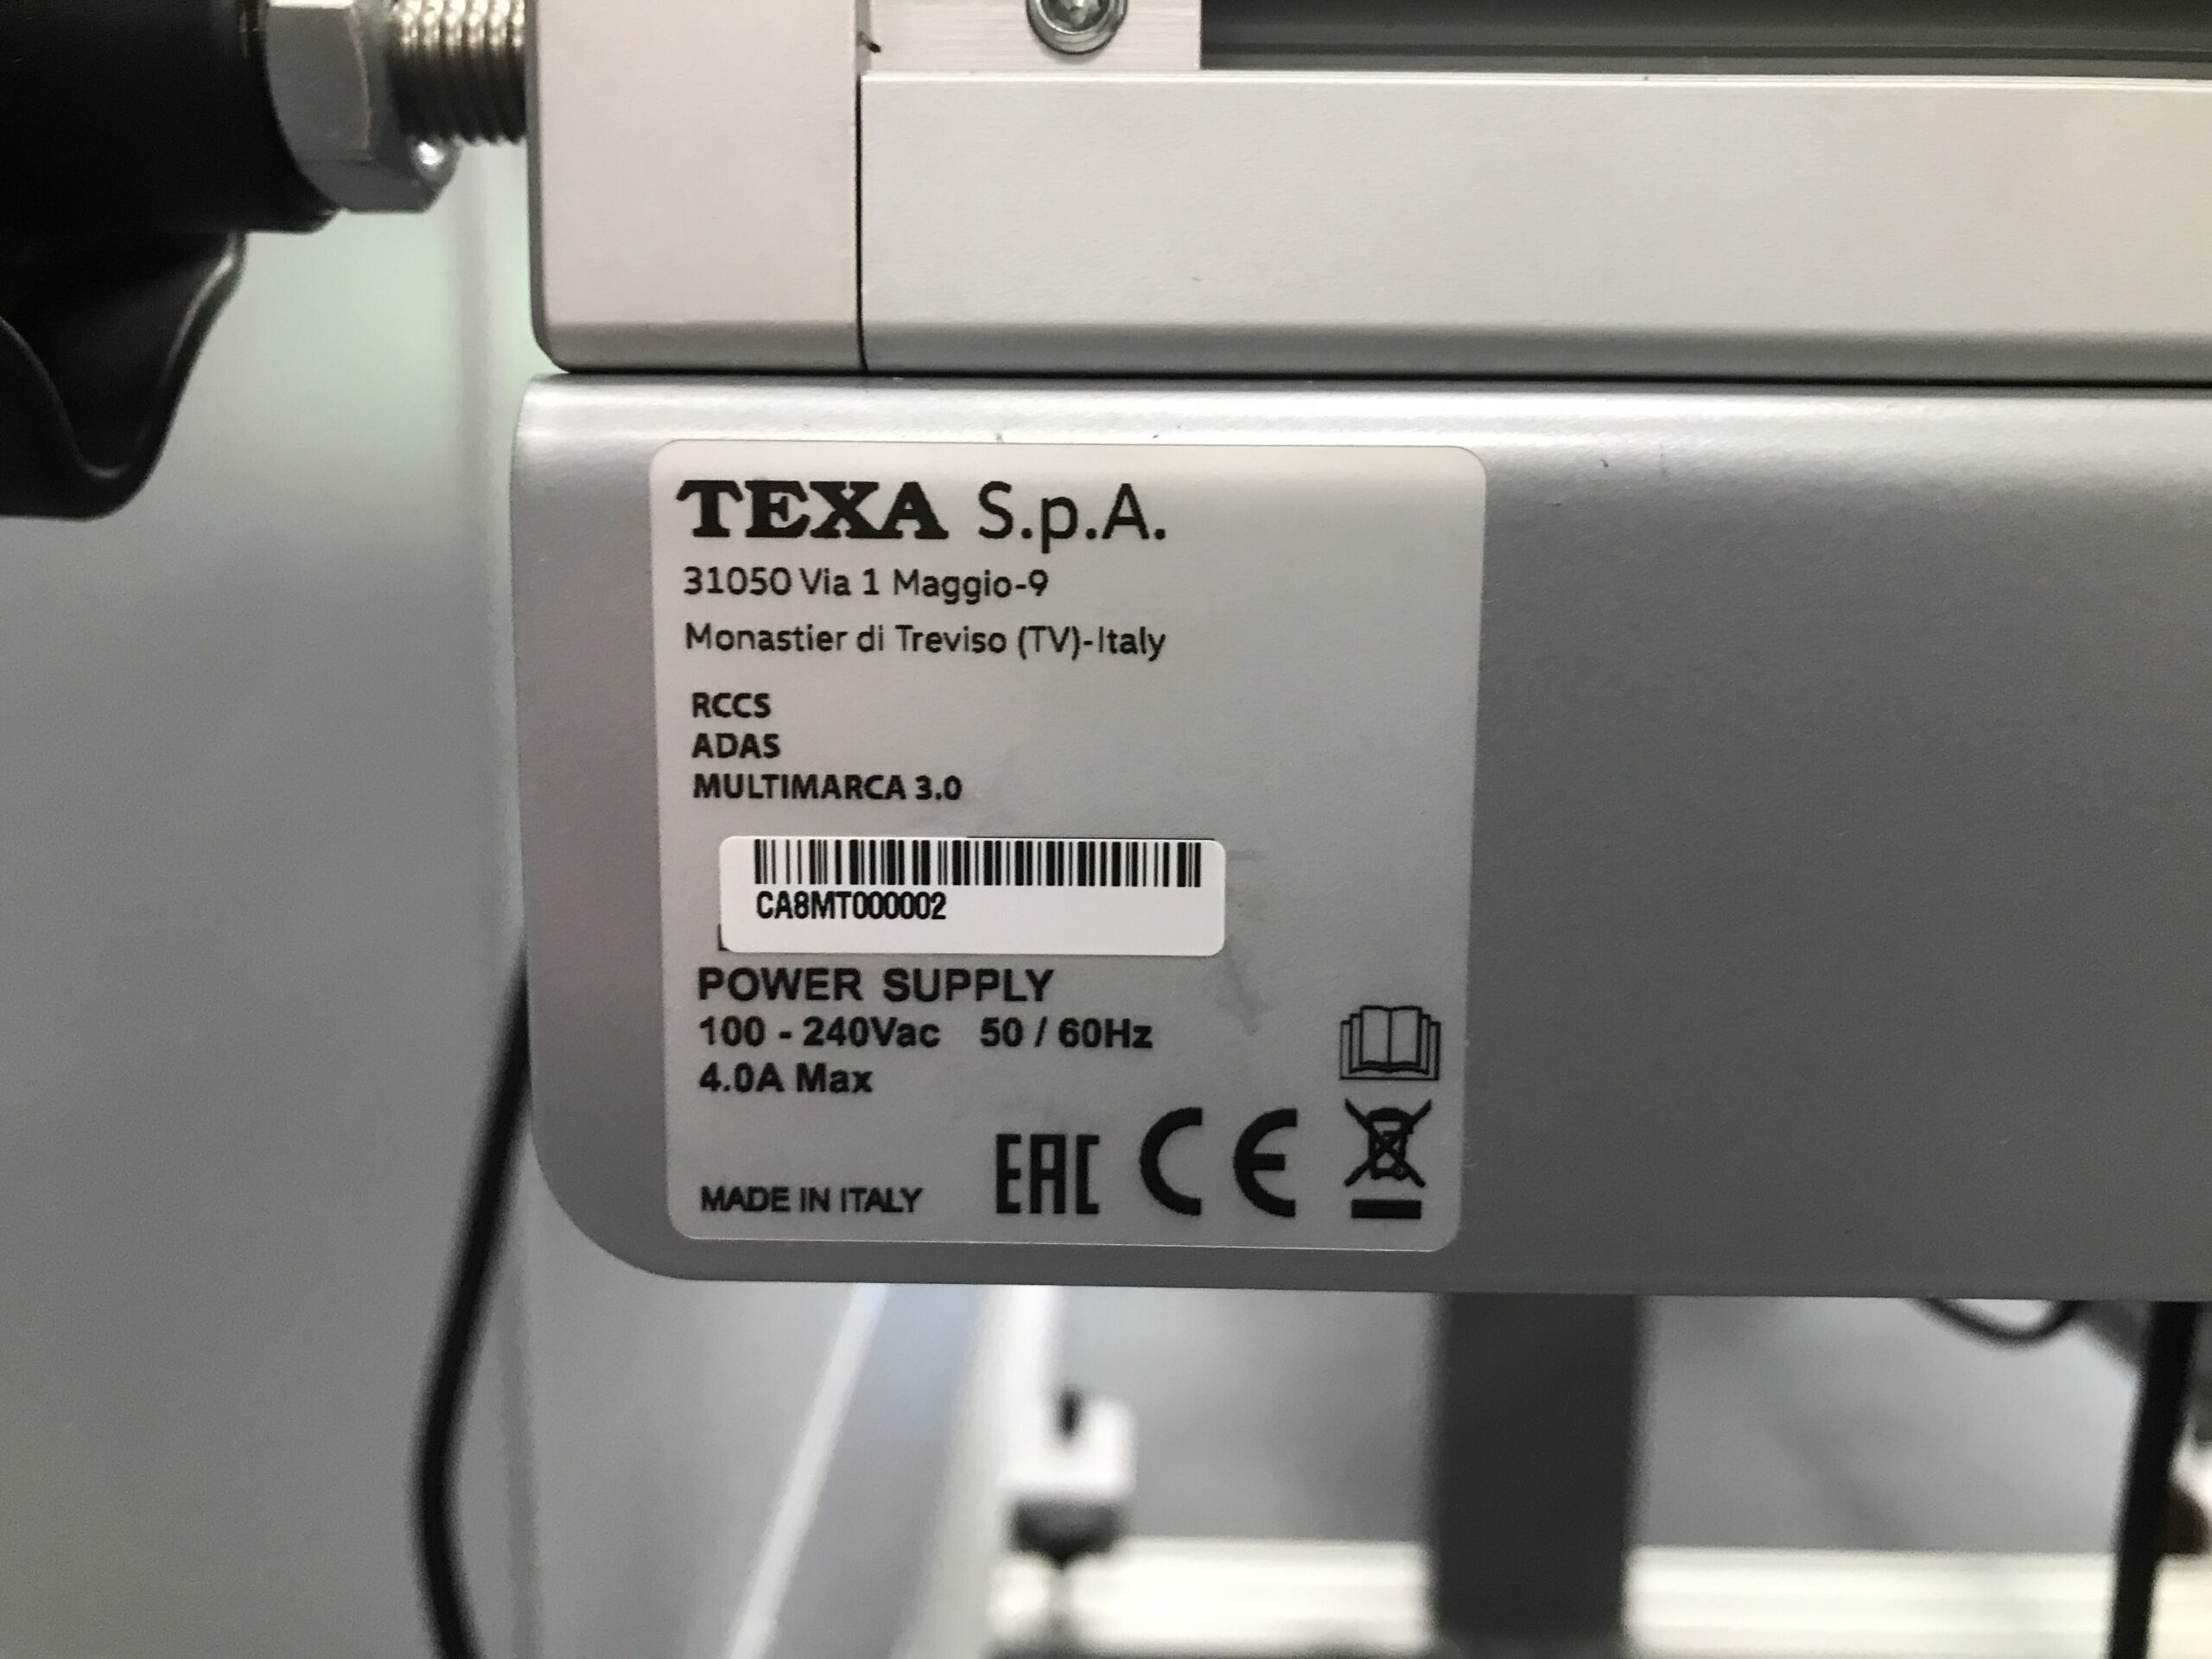 TEXA S.p.A.
31050 Via 1 Maggio-9
Monastier di Treviso (TV)-Italy
RCCS
ADAS
MULTIMARCA 3.0
CA8MT000002
POWER SUPPLY
100 - 240Vac 50 / 60Hz
4.0A Max
MADE IN ITALY EAC CE